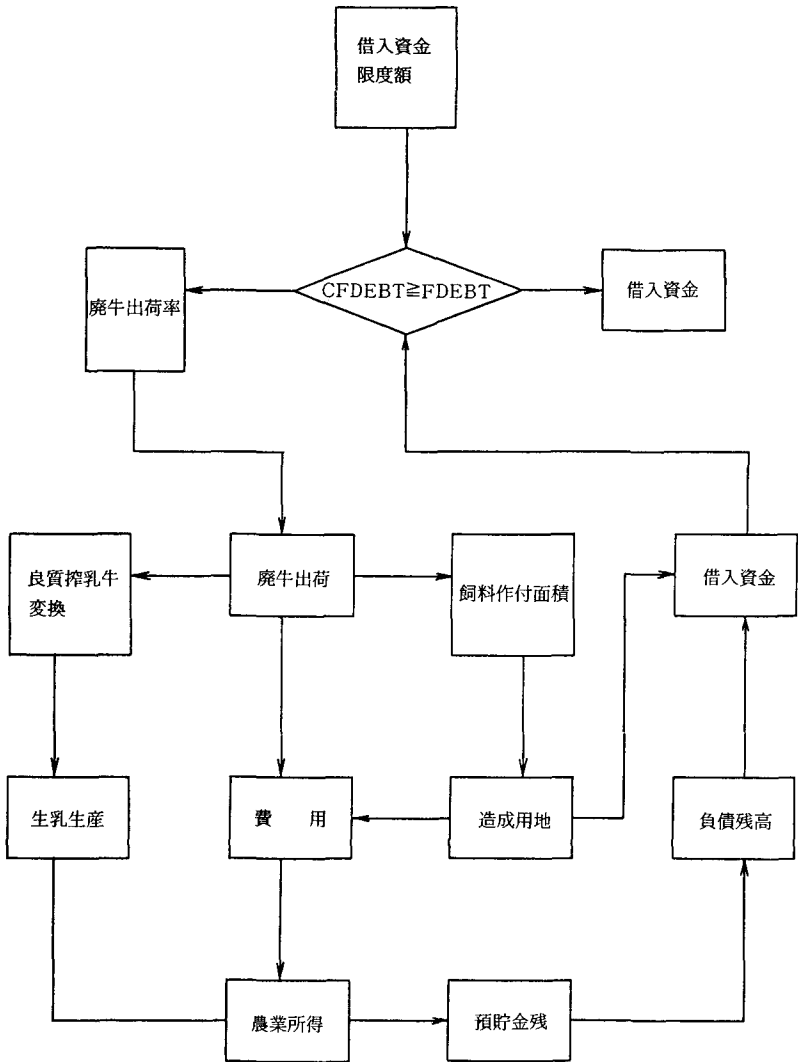 借入資金
限度額
CFDEBT≧FDEBT
廃牛出荷率
借入資金
良質搾乳牛
変換
廃牛出荷
飼料作付面積
借入資金
生乳生産
費　　用
造成用地
負債残高
農業所得
預貯金残